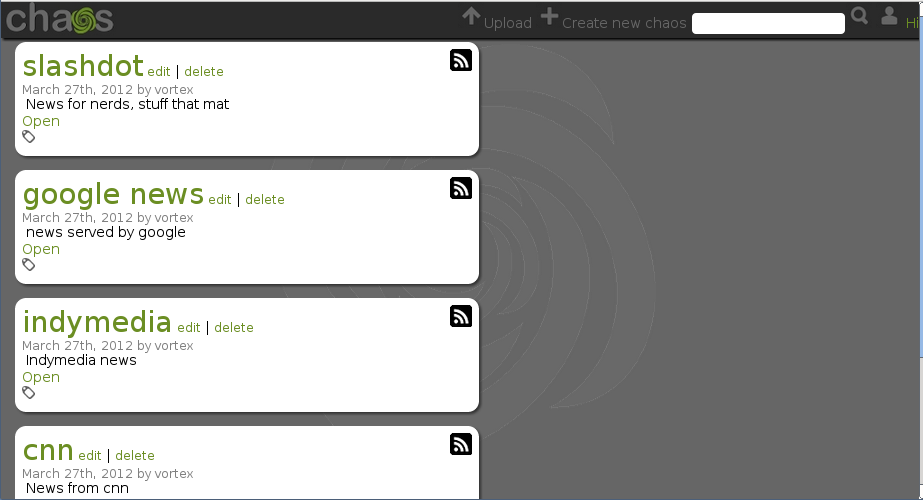 chaos Upload Create new chaos Hi
slashdot edit | delete
March 27th, 2012 by vortex
News for nerds, stuff that mat
Open
google news edit | delete
March 27th, 2012 by vortex
news served by google
Open
indymedia edit | delete
March 27th, 2012 by vortex
Indymedia news
Open
cnn edit | delete
March 27th, 2012 by vortex
News from cnn